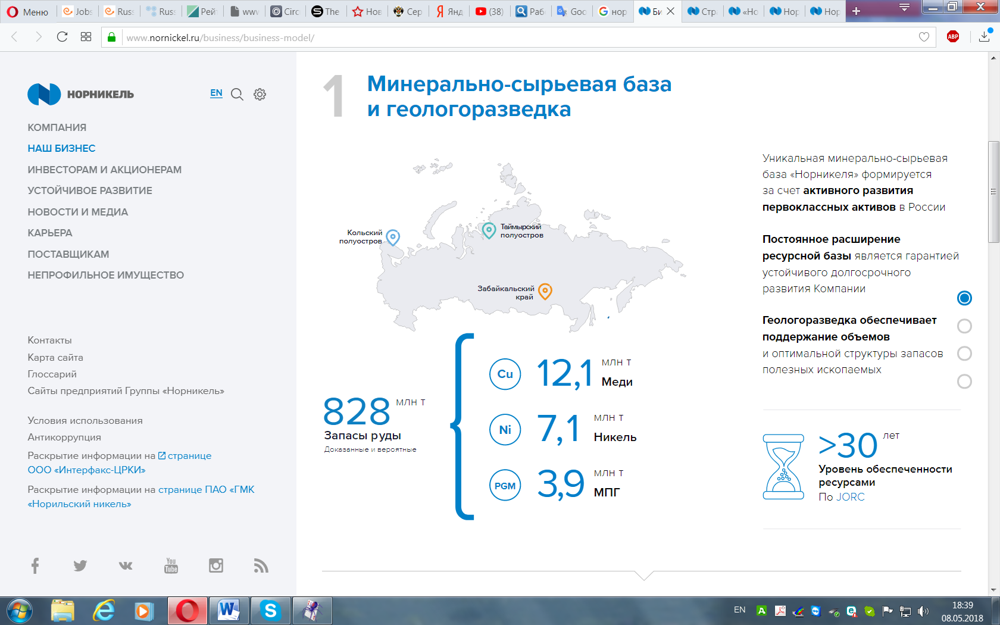 Меню
Jobs
Russ
Russ
Рейт
www
Circ
The
Нов
Сер
Янд
(38)
Раб
Goo
нор
Би
Стра
«Но
Нор
Нор
www.nornickel.ru/business/business-model/
ABP
НОРНИКЕЛЬ
EN
КОМПАНИЯ
НАШ БИЗНЕС
ИНВЕСТОРАМ И АКЦИОНЕРАМ
УСТОЙЧИВОЕ РАЗВИТИЕ
НОВОСТИ И МЕДИА
КАРЬЕРА
ПОСТАВЩИКАМ
НЕПРОФИЛЬНОЕ ИМУЩЕСТВО
Контакты
Карта сайта
Глоссарий
Сайты предприятий Группы «Норникель»
Условия использования
Антикоррупция
Раскрытие информации на странице
ООО «Интерфакс-ЦРКИ»
Раскрытие информации на странице ПАО «ГМК
«Норильский никель»
You
Tube
1
Минерально-сырьевая база
и геологоразведка
Кольский
полуостров
Таймырский
полуостров
Забайкальский
край
828 млн т
Запасы руды
Доказанные и вероятные
Cu 12,1 млн т
Меди
Ni 7,1 млн т
Никель
PGM 3,9 млн т
МПГ
Уникальная минерально-сырьевая
база «Норникеля» формируется
за счет активного развития
первоклассных активов в России
Постоянное расширение
ресурсной базы является гарантией
устойчивого долгосрочного
развития Компании
Геологоразведка обеспечивает
поддержание объемов
и оптимальной структуры запасов
полезных ископаемых
>30 лет
Уровень обеспеченности
ресурсами
По JORC
EN
18:39
08.05.2018